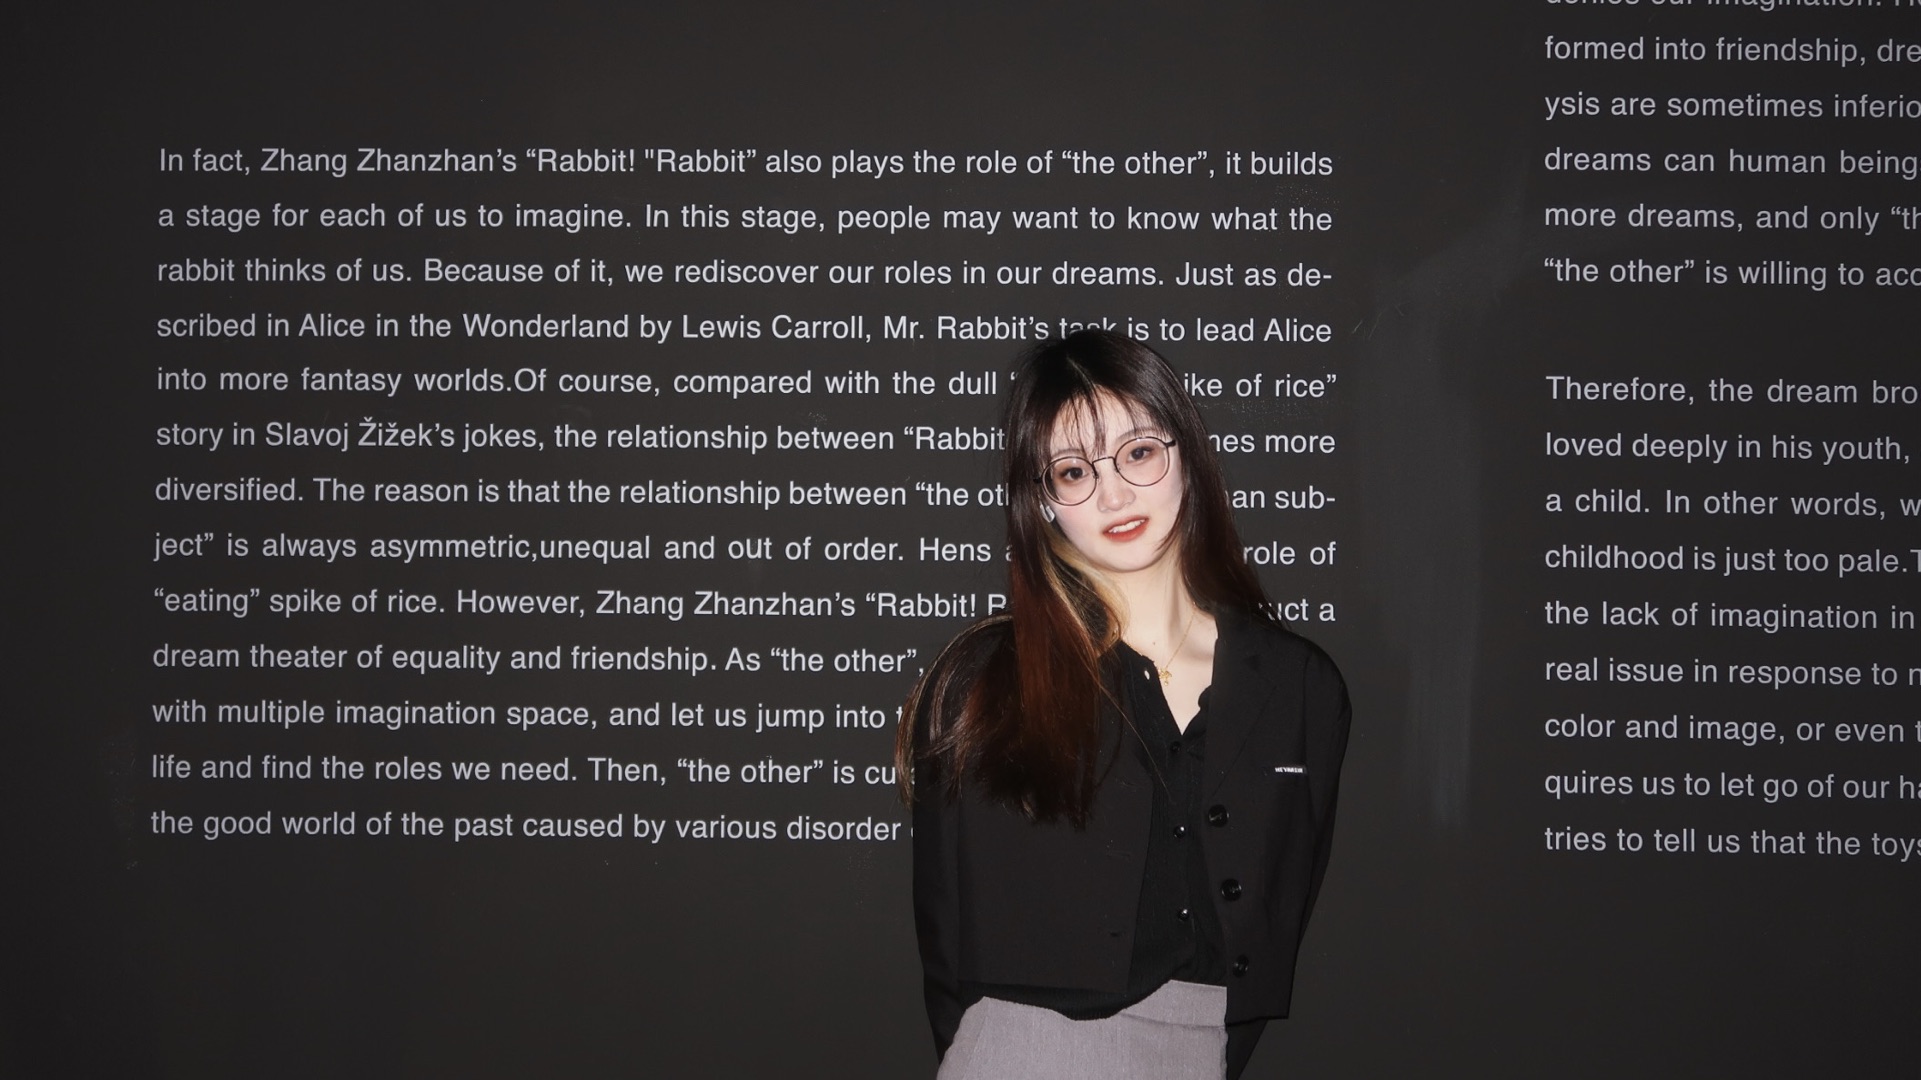 In fact, Zhang Zhanzhan’s “Rabbit! "Rabbit” also plays the role of “the other”, it builds
a stage for each of us to imagine. In this stage, people may want to know what the
rabbit thinks of us. Because of it, we rediscover our roles in our dreams. Just as de-
scribed in Alice in the Wonderland by Lewis Carroll, Mr. Rabbit’s task is to lead Alice
into more fantasy worlds.Of course, compared with the dull “ of rice”
story in Slavoj Žižek’s jokes, the relationship between “Rabbit more
diversified. The reason is that the relationship between “the sub-
ject” is always asymmetric,unequal and out of order. Hens role of
“eating” spike of rice. However, Zhang Zhanzhan’s “Rabbit! a
dream theater of equality and friendship. As “the other”,
with multiple imagination space, and let us jump into
life and find the roles we need. Then, “the other” is
the good world of the past caused by various disorder
denies our imagination.
formed into friendship,
ysis are sometimes
dreams can human
more dreams, and only
“the other” is willing to
Therefore, the dream
loved deeply in his youth,
a child. In other words,
childhood is just too pale.
the lack of imagination in
real issue in response to
color and image, or even
quires us to let go of our
tries to tell us that the